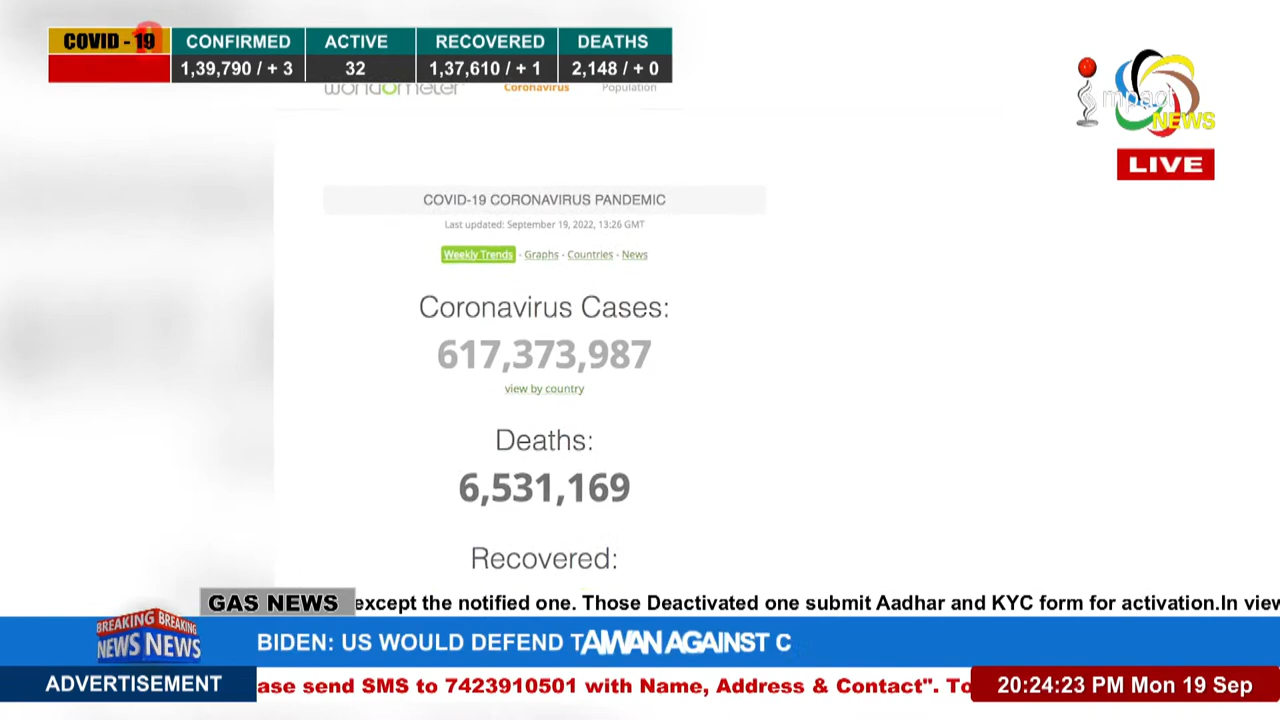 COVID - 19 CONFIRMED ACTIVE RECOVERED DEATHS
1,39,790 / + 3 32 1,37,610 / + 1 2,148 / + 0
worldometer Coronavirus Population
impact
NEWS
LIVE
COVID-19 CORONAVIRUS PANDEMIC
Last updated: September 19, 2022, 13:26 GMT
Weekly Trends - Graphs - Countries - News
Coronavirus Cases:
617,373,987
view by country
Deaths:
6,531,169
Recovered:
GAS NEWS except the notified one. Those Deactivated one submit Aadhar and KYC form for activation.In view
BREAKING BREAKING
NEWS NEWS
BIDEN: US WOULD DEFEND TAIWAN AGAINST C
ADVERTISEMENT ase send SMS to 7423910501 with Name, Address & Contact". To
20:24:23 PM Mon 19 Sep